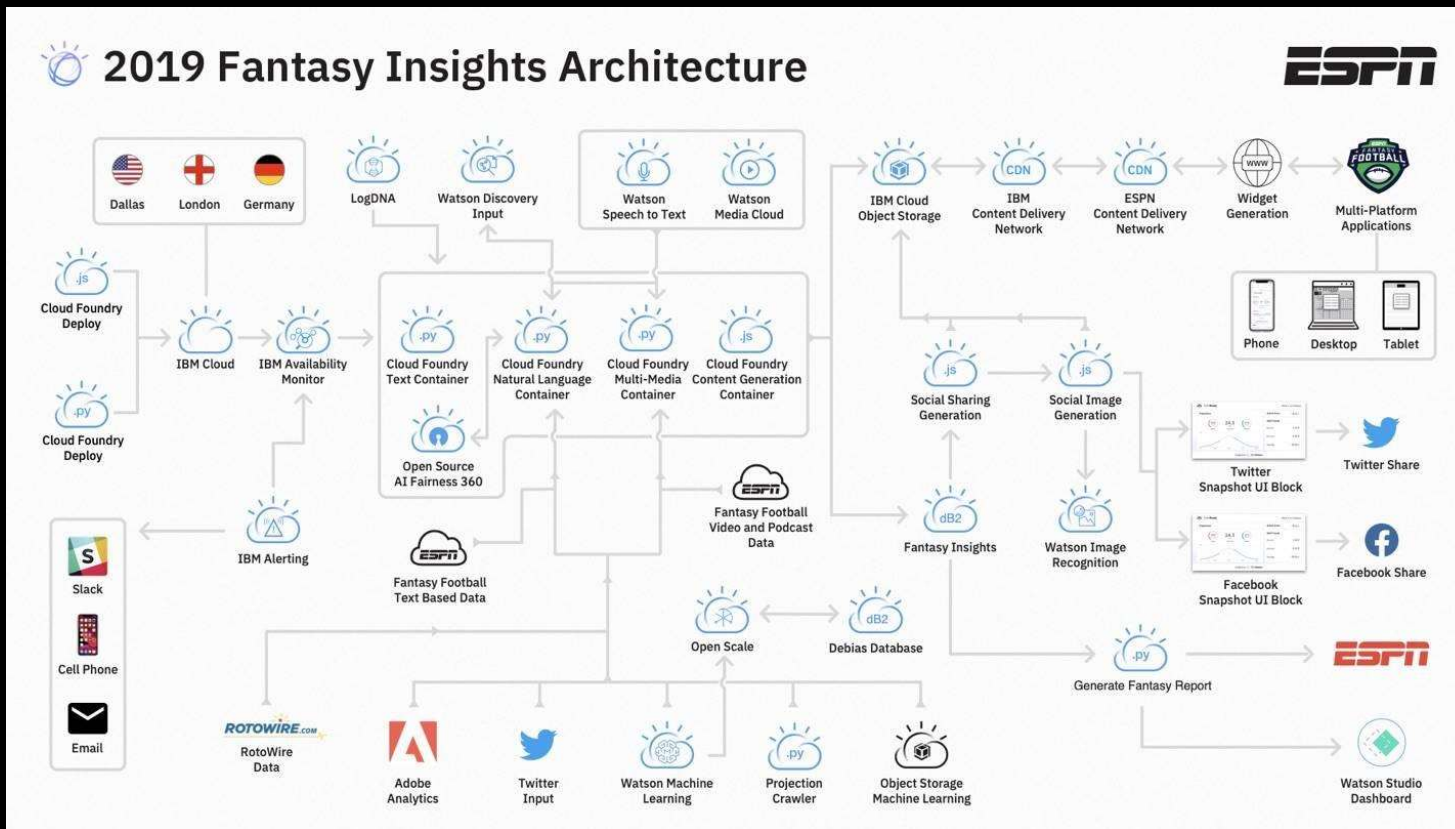 2019 Fantasy Insights Architecture
ESPN
Dallas
London
Germany
LogDNA
Watson Discovery
Input
Watson
Speech to Text
Watson
Media Cloud
IBM Cloud
Object Storage
CDN
IBM
Content Delivery
Network
CDN
ESPN
Content Delivery
Network
www
Widget
Generation
ESPN
FANTASY
FOOTBALL
Multi-Platform
Applications
.js
Cloud Foundry
Deploy
IBM Cloud
IBM Availability
Monitor
.py
Cloud Foundry
Text Container
.py
Cloud Foundry
Natural Language
Container
.py
Cloud Foundry
Multi-Media
Container
.js
Cloud Foundry
Content Generation
Container
Phone
Desktop
Tablet
.py
Cloud Foundry
Deploy
Open Source
AI Fairness 360
.js
Social Sharing
Generation
.js
Social Image
Generation
Twitter
Snapshot UI Block
Twitter Share
IBM Alerting
ESPN
Fantasy Football
Text Based Data
ESPN
Fantasy Football
Video and Podcast
Data
dB2
Fantasy Insights
Watson Image
Recognition
Facebook
Snapshot UI Block
Facebook Share
S
Slack
Cell Phone
Email
Open Scale
dB2
Debias Database
.py
Generate Fantasy Report
ESPN
ROTOWIRE.COM
RotoWire
Data
Adobe
Analytics
Twitter
Input
Watson Machine
Learning
.py
Projection
Crawler
Object Storage
Machine Learning
Watson Studio
Dashboard